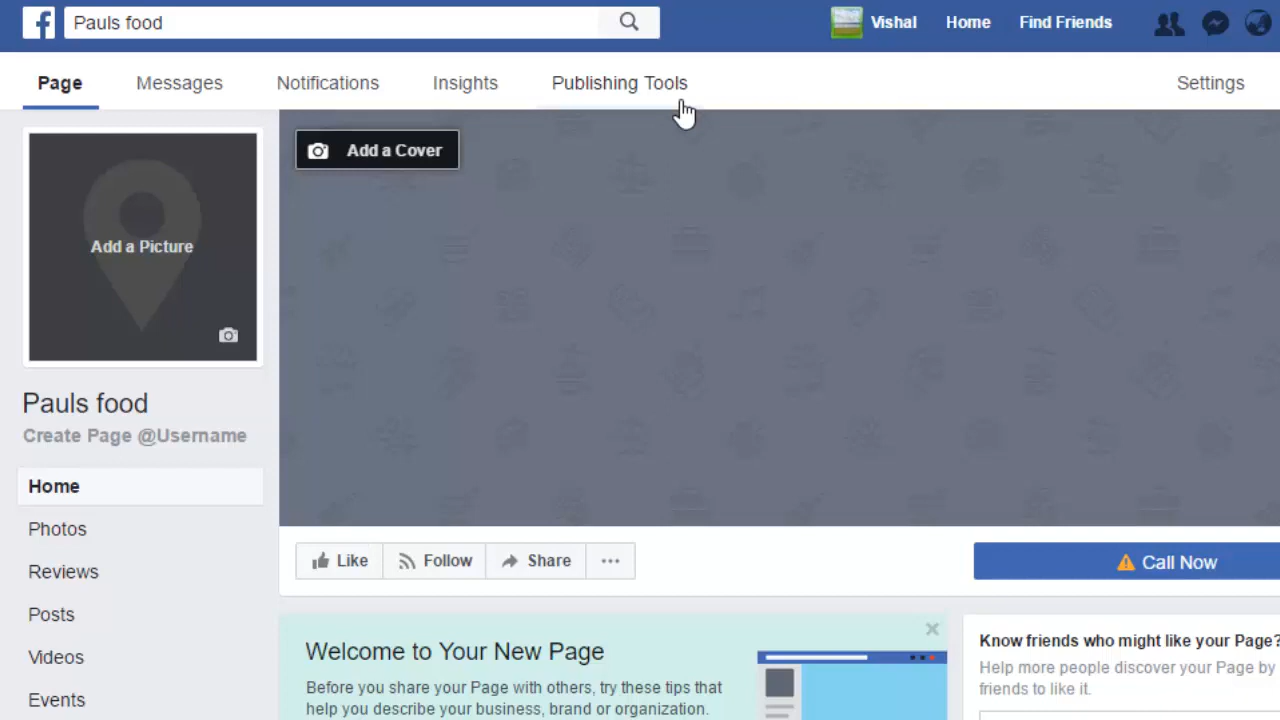 Pauls food
Vishal
Home
Find Friends
Page
Messages
Notifications
Insights
Publishing Tools
Settings
Add a Cover
Add a Picture
Pauls food
Create Page @Username
Home
Photos
Reviews
Posts
Videos
Events
Like
Follow
Share
Call Now
Welcome to Your New Page
Before you share your Page with others, try these tips that
help you describe your business, brand or organization.
Know friends who might like your Page?
Help more people discover your Page by
friends to like it.